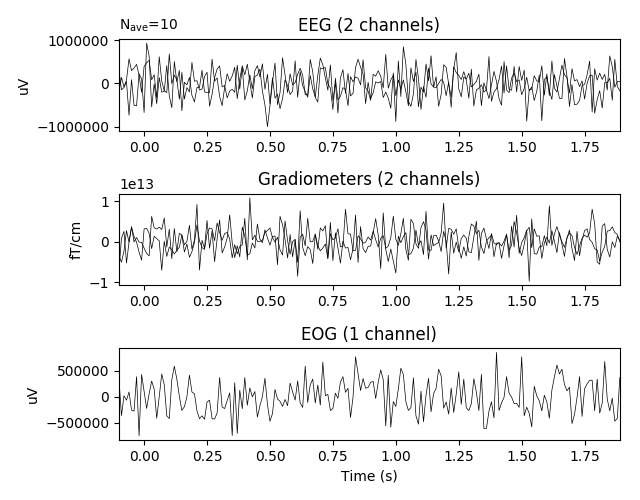 N_ave=10
EEG (2 channels)
1000000
0
−1000000
uV
0.00 0.25 0.50 0.75 1.00 1.25 1.50 1.75
1e13
Gradiometers (2 channels)
1
0
−1
fT/cm
0.00 0.25 0.50 0.75 1.00 1.25 1.50 1.75
EOG (1 channel)
500000
0
−500000
uV
0.00 0.25 0.50 0.75 1.00 1.25 1.50 1.75
Time (s)